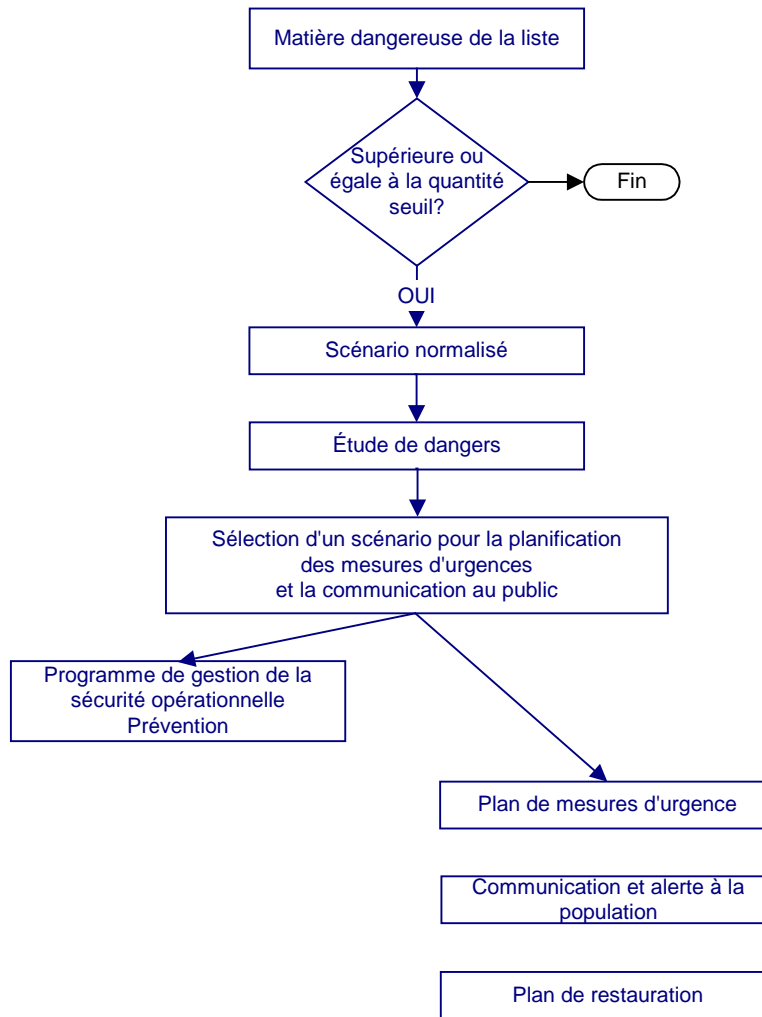 Matière dangereuse de la liste
Supérieure ou
égale à la quantité
seuil?
Fin
OUI
Scénario normalisé
Étude de dangers
Sélection d'un scénario pour la planification
des mesures d'urgences
et la communication au public
Programme de gestion de la
sécurité opérationnelle
Prévention
Plan de mesures d'urgence
Communication et alerte à la
population
Plan de restauration